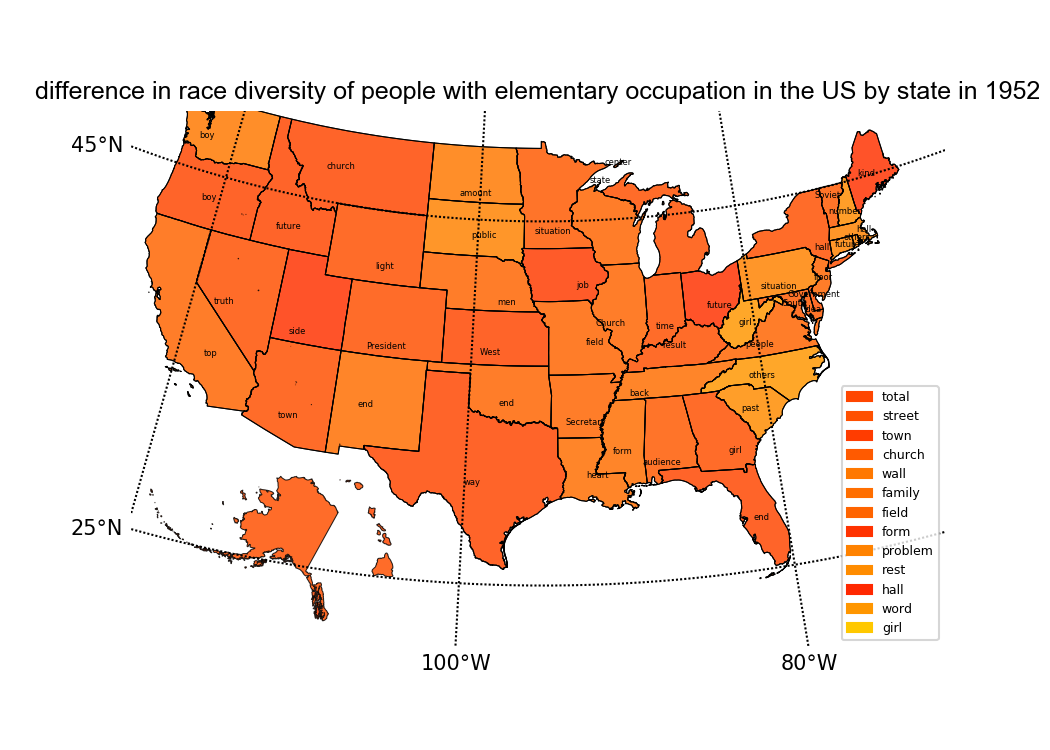 difference in race diversity of people with elementary occupation in the US by state in 1952
45°N
25°N
100°W
80°W
boy
boy
church
future
amount
public
light
truth
top
side
President
town
end
men
West
end
way
situation
center
state
job
Church
field
Secretary
back
form
heart
audience
time
result
future
girl
people
others
past
girl
end
situation
Government
floor
hall
Soviet
number
kind
future
total
street
town
church
wall
family
field
form
problem
rest
hall
word
girl